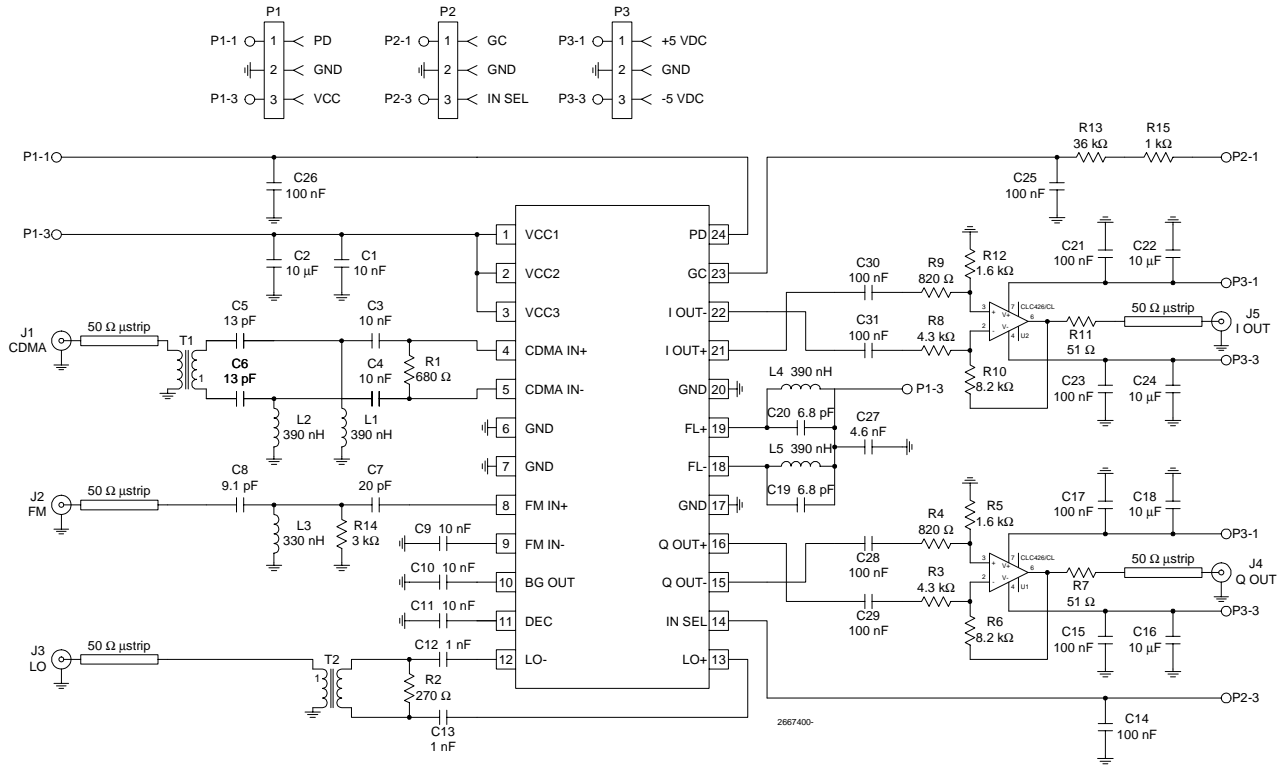 P1
P2
P3
P1-1 1 PD
P2-1 1 GC
P3-1 1 +5 VDC
2 GND
2 GND
2 GND
P1-3 3 VCC
P2-3 3 IN SEL
P3-3 3 -5 VDC
P1-1
C26
100 nF
P1-3
C2
10 µF
C1
10 nF
R13
36 kΩ
R15
1 kΩ
P2-1
C25
100 nF
1 VCC1
2 VCC2
3 VCC3
4 CDMA IN+
5 CDMA IN-
6 GND
7 GND
8 FM IN+
9 FM IN-
10 BG OUT
11 DEC
12 LO-
PD 24
GC 23
I OUT- 22
I OUT+ 21
GND 20
FL+ 19
FL- 18
GND 17
Q OUT+ 16
Q OUT- 15
IN SEL 14
LO+ 13
J1
CDMA
50 Ω µstrip
T1
1
C5
13 pF
C6
13 pF
C3
10 nF
C4
10 nF
R1
680 Ω
L2
390 nH
L1
390 nH
J2
FM
50 Ω µstrip
C8
9.1 pF
C7
20 pF
L3
330 nH
R14
3 kΩ
C9 10 nF
C10 10 nF
C11 10 nF
J3
LO
50 Ω µstrip
T2
1
C12 1 nF
R2
270 Ω
C13
1 nF
C30
100 nF
R9
820 Ω
R12
1.6 kΩ
C31
100 nF
R8
4.3 kΩ
R10
8.2 kΩ
3 +
2 -
7
V+
V-
4
6
CLC426/CL
U2
C21
100 nF
C22
10 µF
P3-1
R11
51 Ω
50 Ω µstrip
J5
I OUT
P3-3
C23
100 nF
C24
10 µF
L4 390 nH
P1-3
C20 6.8 pF
C27
4.6 nF
L5 390 nH
C19 6.8 pF
C28
100 nF
R4
820 Ω
R5
1.6 kΩ
C29
100 nF
R3
4.3 kΩ
R6
8.2 kΩ
3 +
2 -
7
V+
V-
4
6
CLC426/CL
U1
C17
100 nF
C18
10 µF
P3-1
R7
51 Ω
50 Ω µstrip
J4
Q OUT
P3-3
C15
100 nF
C16
10 µF
P2-3
C14
100 nF
2667400-